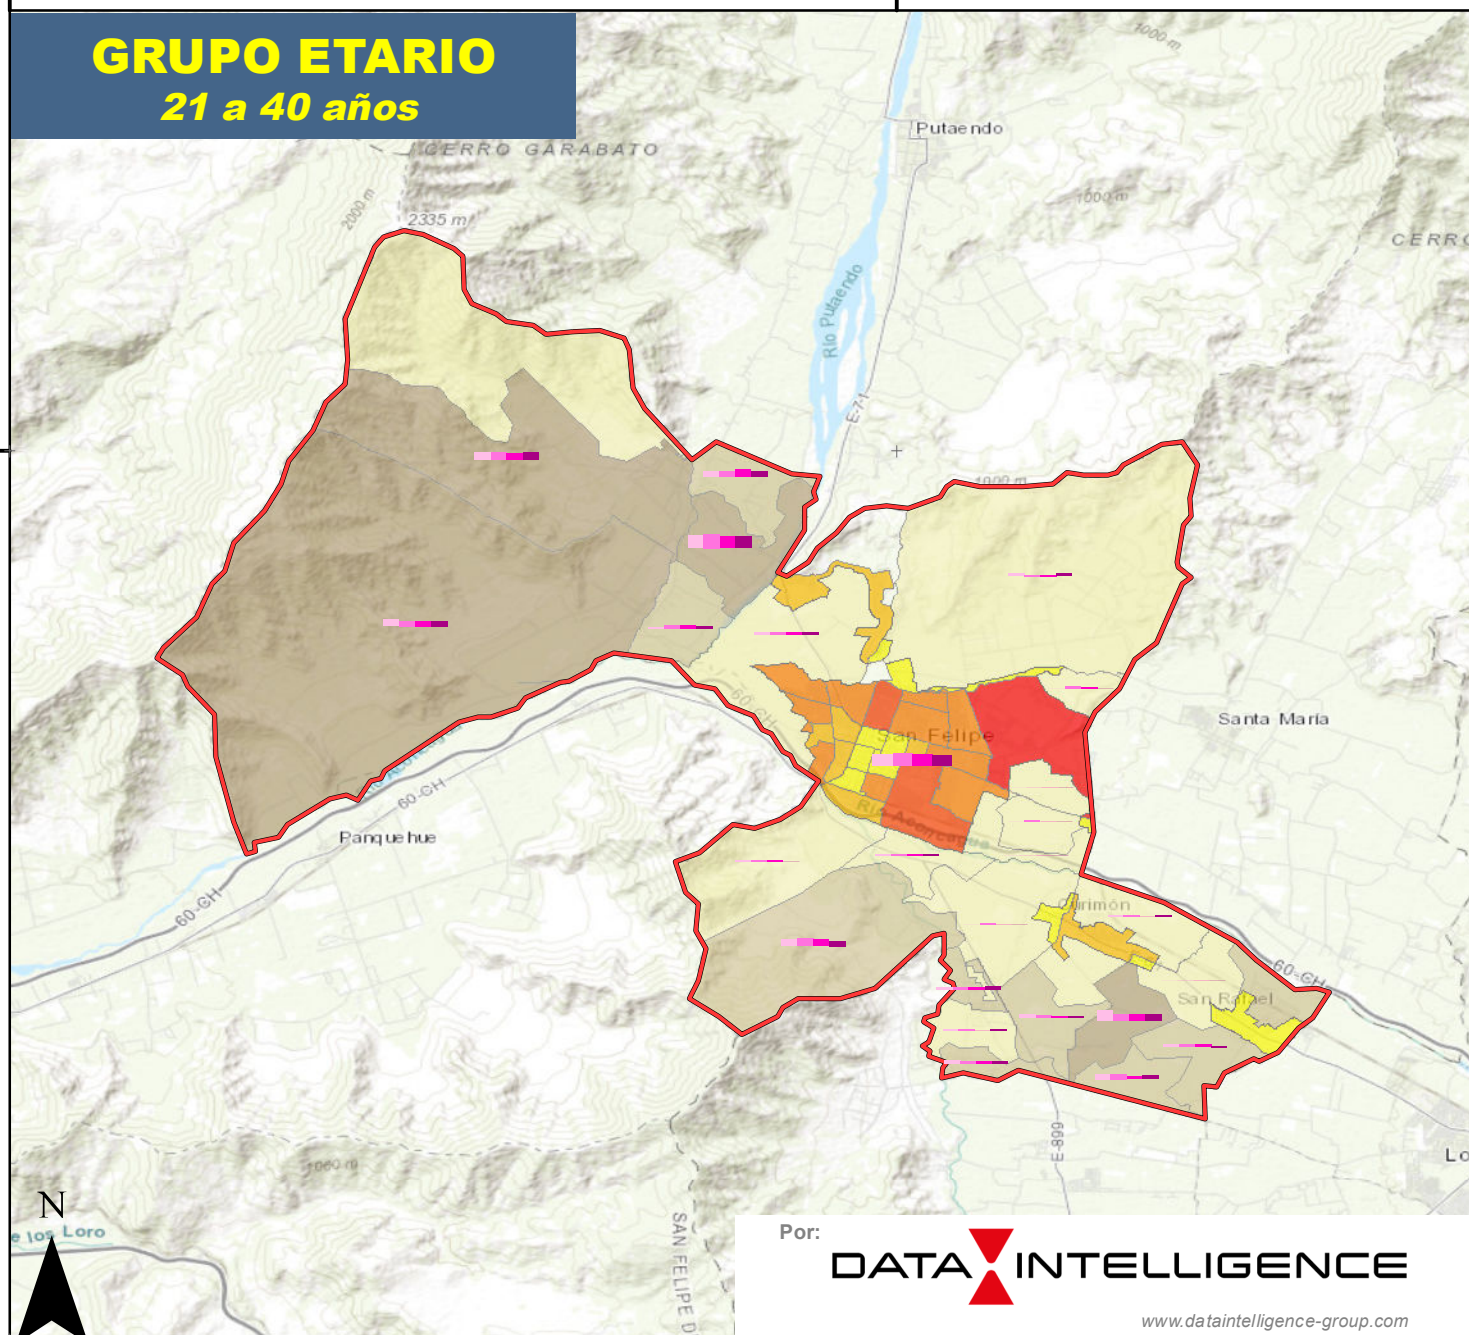 GRUPO ETARIO
21 a 40 años
1000 m
Putaendo
CERRO GARABATO
2000 m
1000 m
2335 m
CERRO
Río Putaendo
E-71
1000 m
60-CH
Santa María
San Felipe
60-CH
Río Aconcagua
Panquehue
60-CH
Curimón
60-CH
San Rafael
E-899
1000 m
Lo
N
e los Loro
SAN FELIPE D
Por:
DATA INTELLIGENCE
www.dataintelligence-group.com